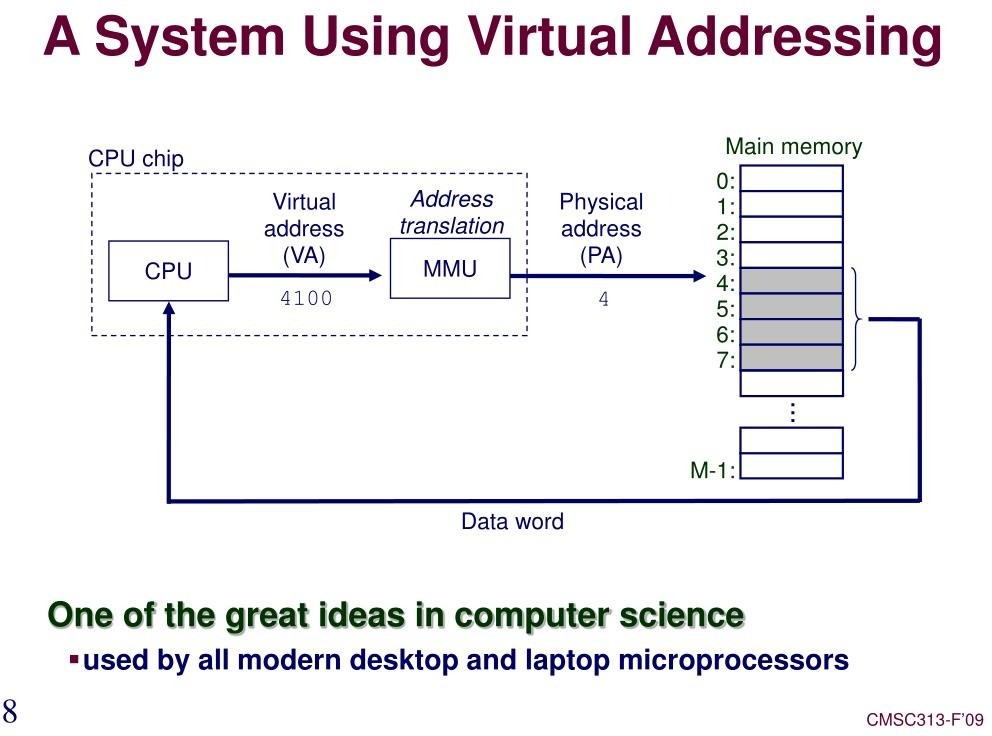 A System Using Virtual Addressing
CPU chip
Virtual
address
(VA)
Address
translation
Physical
address
(PA)
Main memory
CPU
4100
MMU
4
0:
1:
2:
3:
4:
5:
6:
7:
...
M-1:
Data word
One of the great ideas in computer science
▪used by all modern desktop and laptop microprocessors
8
CMSC313-F’09